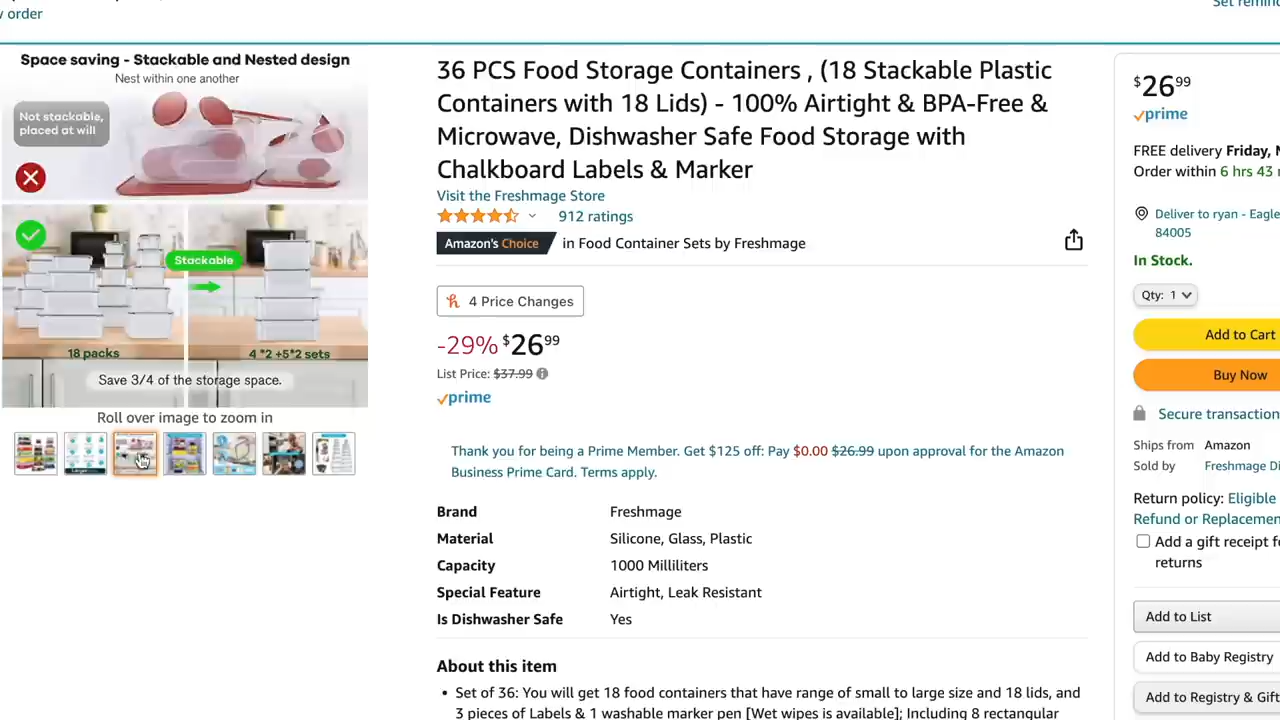 w order
Space saving - Stackable and Nested design
Nest within one another
Not stackable,
placed at will
Stackable
18 packs
4 *2 +5*2 sets
Save 3/4 of the storage space.
Roll over image to zoom in
36 PCS Food Storage Containers , (18 Stackable Plastic
Containers with 18 Lids) - 100% Airtight & BPA-Free &
Microwave, Dishwasher Safe Food Storage with
Chalkboard Labels & Marker
Visit the Freshmage Store
912 ratings
Amazon's Choice in Food Container Sets by Freshmage
4 Price Changes
-29% $26 99
List Price: $37.99
prime
Thank you for being a Prime Member. Get $125 off: Pay $0.00 $26.99 upon approval for the Amazon
Business Prime Card. Terms apply.
Brand Freshmage
Material Silicone, Glass, Plastic
Capacity 1000 Milliliters
Special Feature Airtight, Leak Resistant
Is Dishwasher Safe Yes
About this item
• Set of 36: You will get 18 food containers that have range of small to large size and 18 lids, and
3 pieces of Labels & 1 washable marker pen [Wet wipes is available]; Including 8 rectangular
$26 99
prime
FREE delivery Friday,
Order within 6 hrs 43
Deliver to ryan - Eagle
84005
In Stock.
Qty: 1
Add to Cart
Buy Now
Secure transaction
Ships from Amazon
Sold by Freshmage Di
Return policy: Eligible
Refund or Replacemen
Add a gift receipt f
returns
Add to List
Add to Baby Registry
Add to Registry & Gift